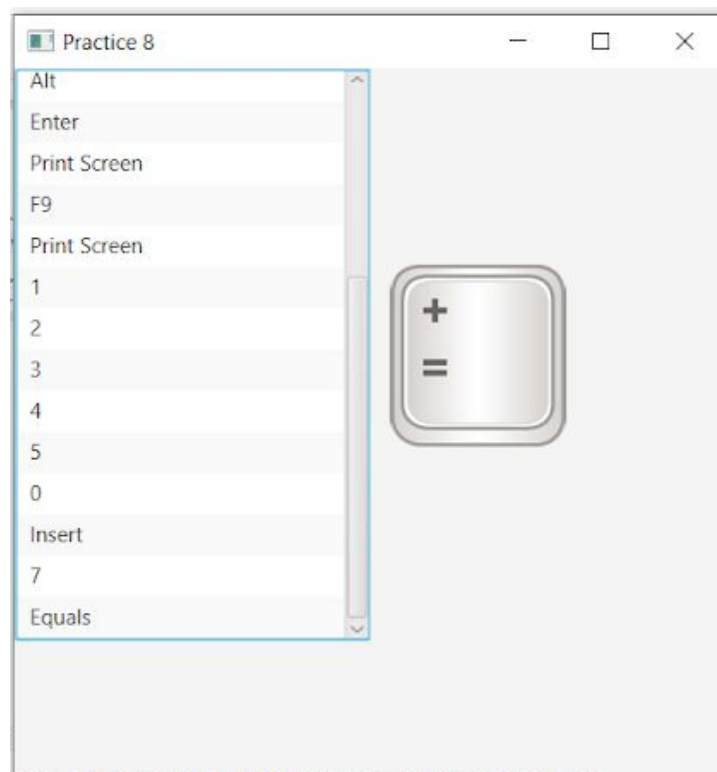 Practice 8
Alt
Enter
Print Screen
F9
Print Screen
1
2
3
4
5
0
Insert
7
Equals
+
=